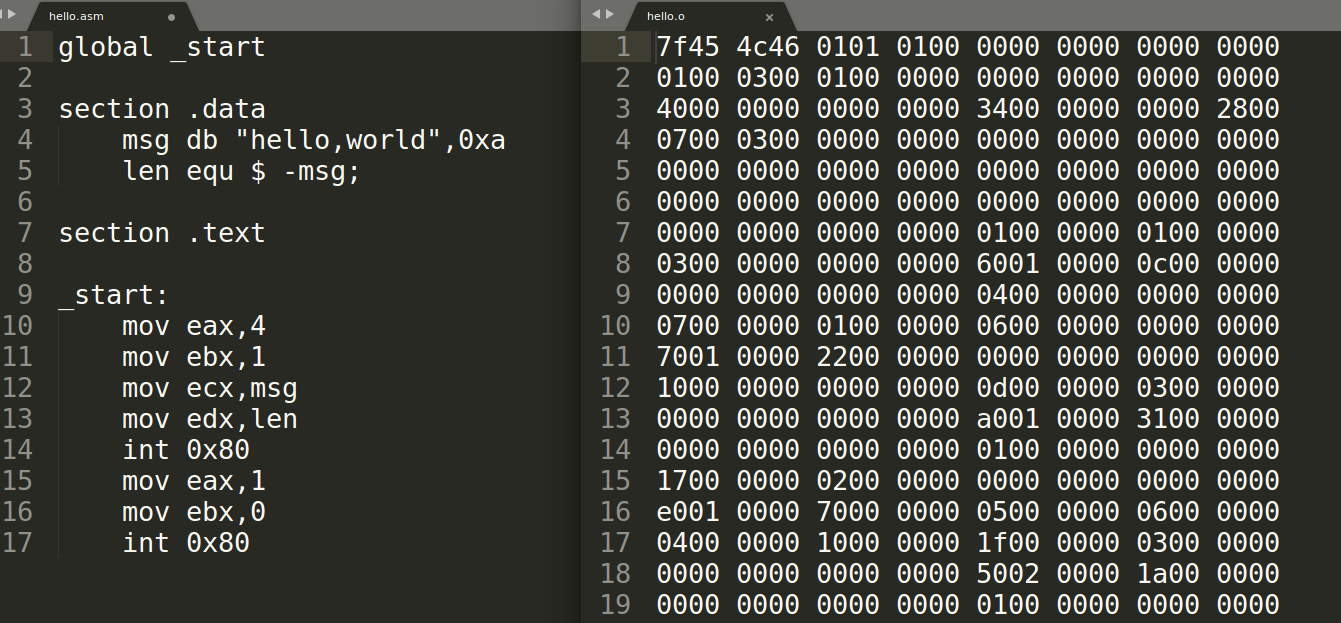 hello.asm
1 global _start
2
3 section .data
4 msg db "hello,world",0xa
5 len equ $ -msg;
6
7 section .text
8
9 _start:
10 mov eax,4
11 mov ebx,1
12 mov ecx,msg
13 mov edx,len
14 int 0x80
15 mov eax,1
16 mov ebx,0
17 int 0x80
hello.o
1 7f45 4c46 0101 0100 0000 0000 0000 0000
2 0100 0300 0100 0000 0000 0000 0000 0000
3 4000 0000 0000 0000 3400 0000 0000 2800
4 0700 0300 0000 0000 0000 0000 0000 0000
5 0000 0000 0000 0000 0000 0000 0000 0000
6 0000 0000 0000 0000 0000 0000 0000 0000
7 0000 0000 0000 0000 0100 0000 0100 0000
8 0300 0000 0000 0000 6001 0000 0c00 0000
9 0000 0000 0000 0000 0400 0000 0000 0000
10 0700 0000 0100 0000 0600 0000 0000 0000
11 7001 0000 2200 0000 0000 0000 0000 0000
12 1000 0000 0000 0000 0d00 0000 0300 0000
13 0000 0000 0000 0000 a001 0000 3100 0000
14 0000 0000 0000 0000 0100 0000 0000 0000
15 1700 0000 0200 0000 0000 0000 0000 0000
16 e001 0000 7000 0000 0500 0000 0600 0000
17 0400 0000 1000 0000 1f00 0000 0300 0000
18 0000 0000 0000 0000 5002 0000 1a00 0000
19 0000 0000 0000 0000 0100 0000 0000 0000